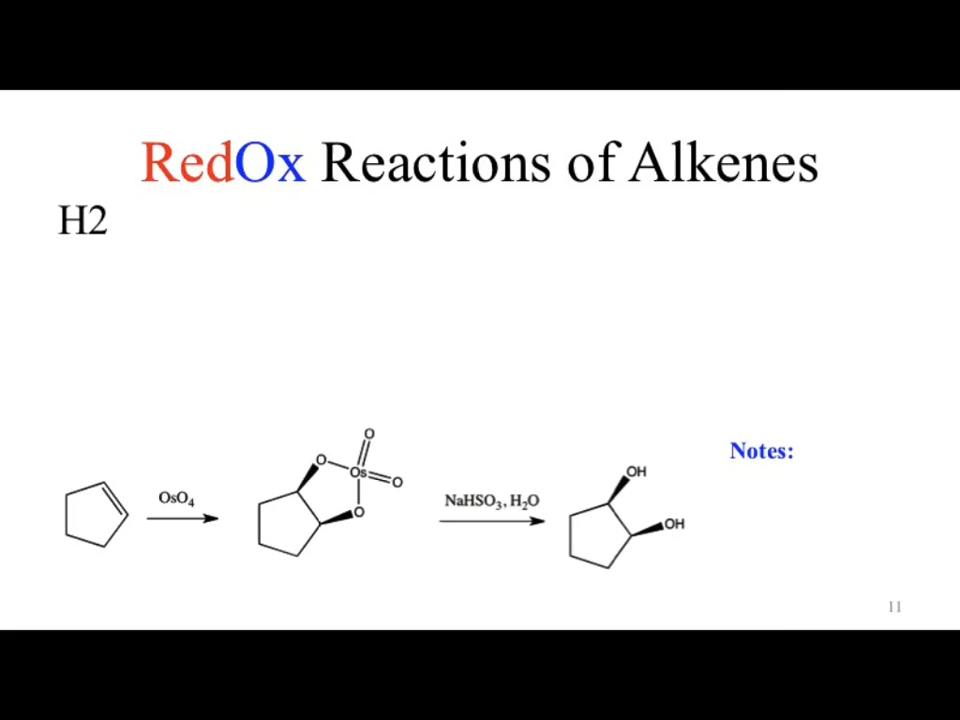 RedOx Reactions of Alkenes
H2
Notes:
OsO4
O
O
Os
O
O
NaHSO3, H2O
OH
OH
11